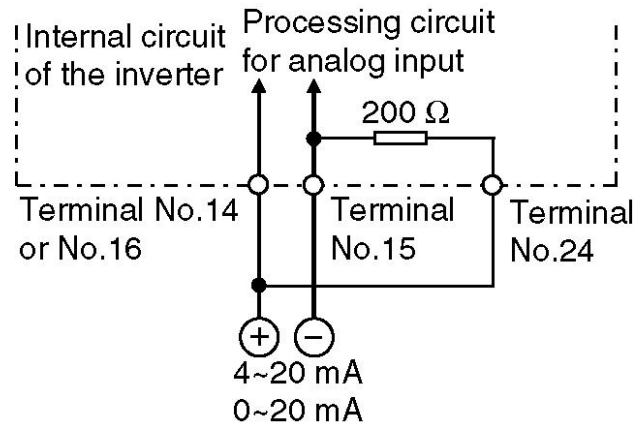 Internal circuit
of the inverter
Processing circuit
for analog input
200 Ω
Terminal No.14
or No.16
Terminal
No.15
Terminal
No.24
+
−
4~20 mA
0~20 mA